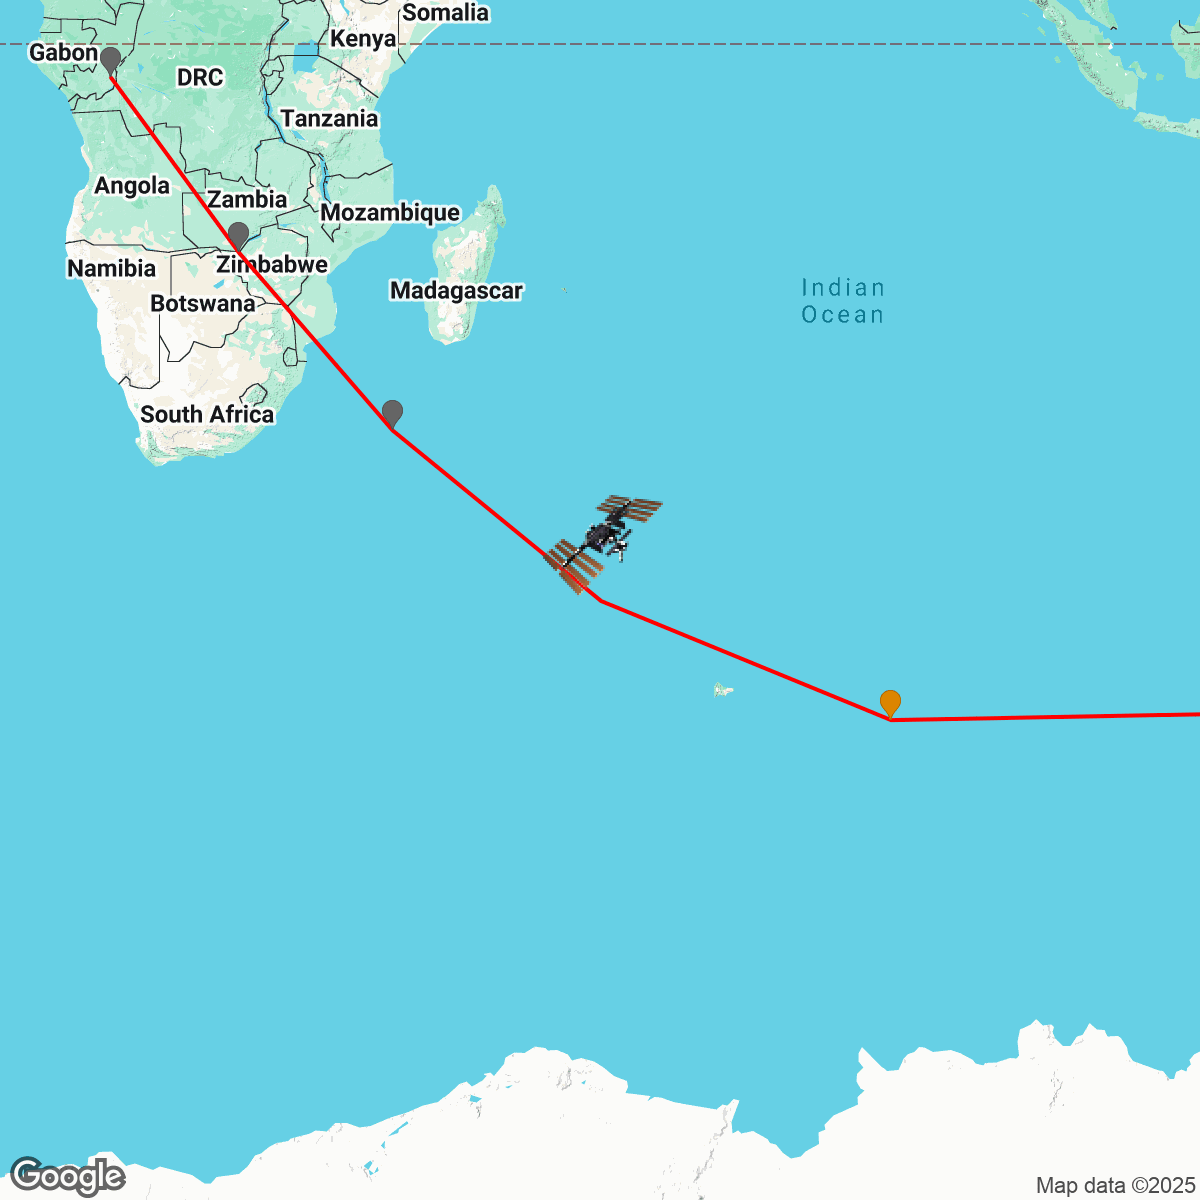 Somalia
Kenya
Gabon
DRC
Tanzania
Angola
Zambia
Mozambique
Zimbabwe
Namibia
Madagascar
Botswana
Indian
Ocean
South Africa
Google
Map data ©2025